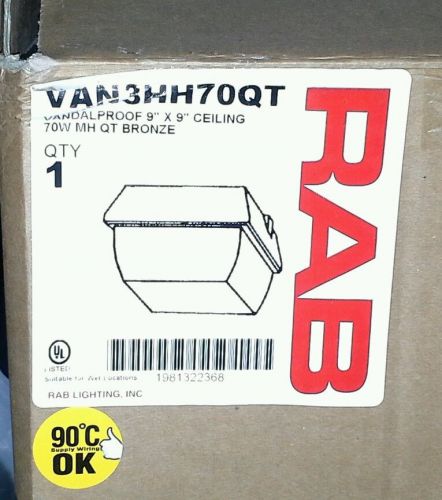 VAN3HH70QT
VANDALPROOF 9" X 9" CEILING
70W MH QT BRONZE
QTY
1
RAB
UL
LISTED
Suitable for Wet Locations
1981322368
RAB LIGHTING, INC
90°C
Supply Wiring
OK